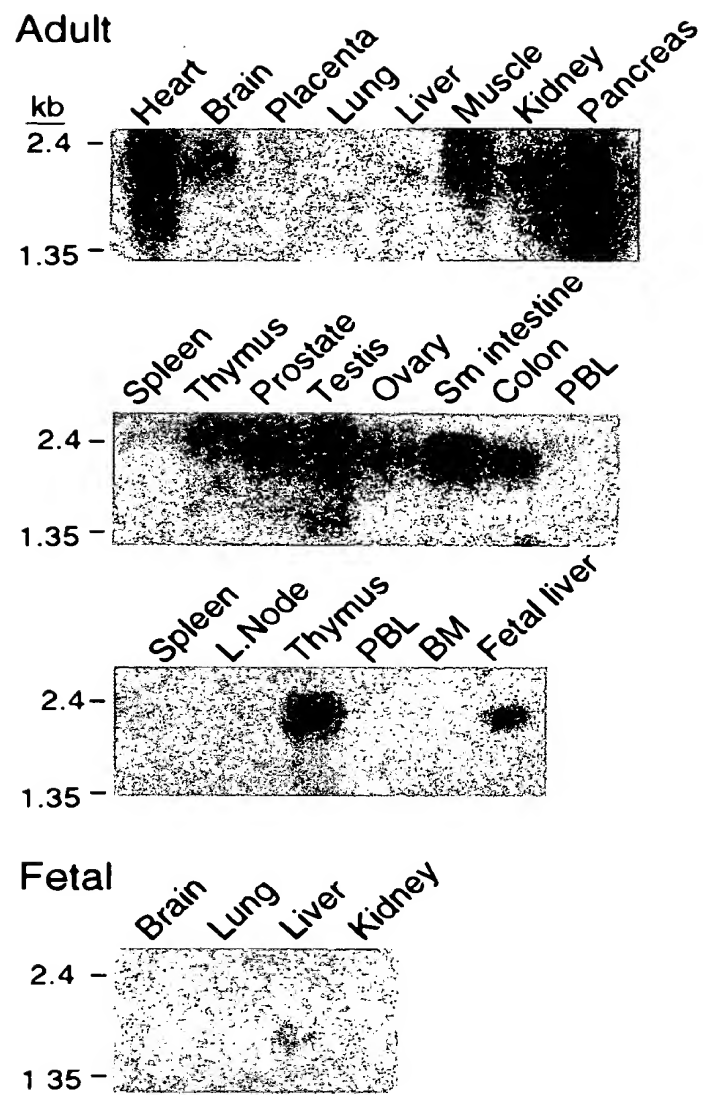 Adult
kb
Heart Brain Placenta Lung Liver Muscle Kidney Pancreas
2.4
1.35
Spleen Thymus Prostate Testis Ovary Sm intestine Colon PBL
2.4
1.35
Spleen L.Node Thymus PBL BM Fetal liver
2.4
1.35
Fetal
Brain Lung Liver Kidney
2.4
1 35